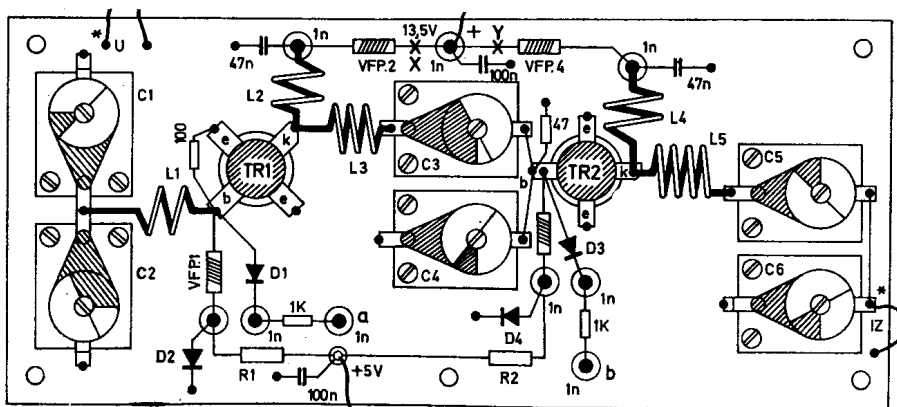 * U
1n
13,5V
+
Y
1n
47n
VFP.2
X
X
1n
100n
VFP.4
47n
C1
L2
100
e
k
TR1
b
e
L3
C3
47
e
b
TR2
k
e
L4
L5
C5
L1
C2
VFP.1
D1
C4
D3
C6
*
IZ
1n
1n
1K
a
1n
1n
D4
1K
D2
R1
+5V
R2
1n
b
100n